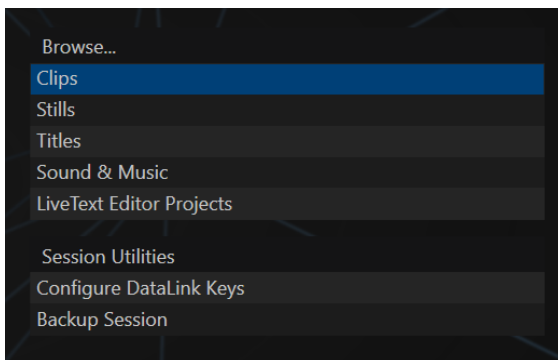 Browse...
Clips
Stills
Titles
Sound & Music
LiveText Editor Projects
Session Utilities
Configure DataLink Keys
Backup Session